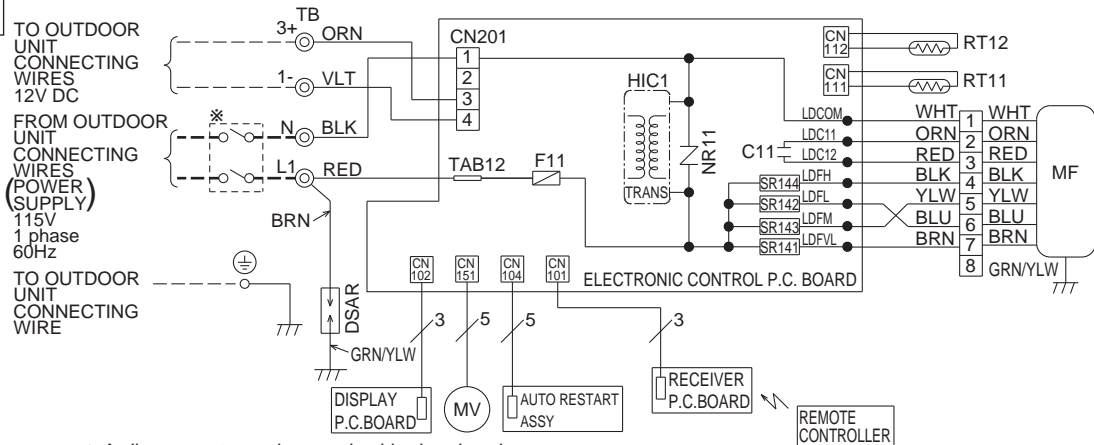 TO OUTDOOR
UNIT
CONNECTING
WIRES
12V DC
3+
TB
ORN
1-
VLT
FROM OUTDOOR
UNIT
CONNECTING
WIRES
(POWER
SUPPLY)
115V
1 phase
60Hz
※
N
BLK
L1
RED
BRN
TO OUTDOOR
UNIT
CONNECTING
WIRE
DSAR
GRN/YLW
CN201
1
2
3
4
TAB12
F11
HIC1
TRANS
NR11
C11
CN
112
RT12
CN
111
RT11
LDCOM
LDC11
LDC12
LDFH
LDFL
LDFM
LDFVL
SR144
SR142
SR143
SR141
WHT 1 WHT
ORN 2 ORN
RED 3 RED
BLK 4 BLK
YLW 5 YLW
BLU 6 BLU
BRN 7 BRN
8 GRN/YLW
MF
CN
102
CN
151
CN
104
CN
101
ELECTRONIC CONTROL P.C. BOARD
3
5
5
3
DISPLAY
P.C.BOARD
MV
AUTO RESTART
ASSY
RECEIVER
P.C.BOARD
REMOTE
CONTROLLER